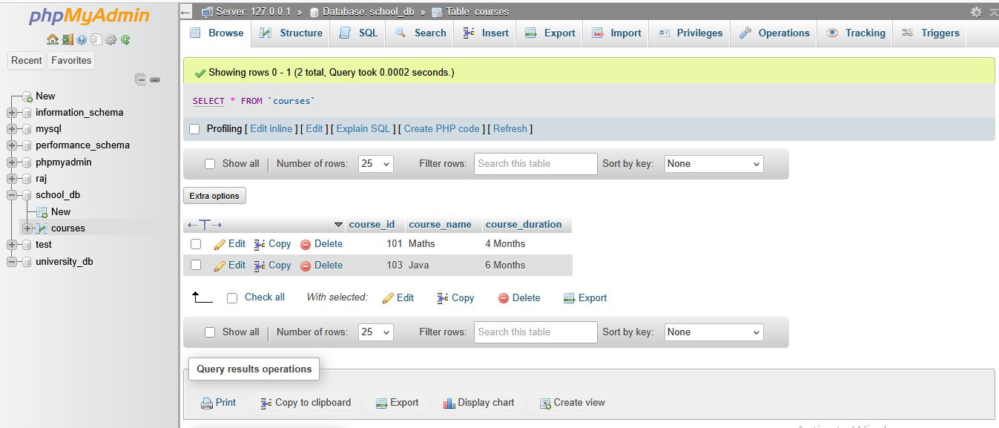 phpMyAdmin
Recent Favorites
New
information_schema
mysql
performance_schema
phpmyadmin
raj
school_db
New
courses
test
university_db
Server: 127.0.0.1 » Database: school_db » Table: courses
Browse Structure SQL Search Insert Export Import Privileges Operations Tracking Triggers
Showing rows 0 - 1 (2 total, Query took 0.0002 seconds.)
SELECT * FROM `courses`
Profiling [ Edit inline ] [ Edit ] [ Explain SQL ] [ Create PHP code ] [ Refresh ]
Show all Number of rows: 25 Filter rows: Search this table Sort by key: None
Extra options
←T→ course_id course_name course_duration
Edit Copy Delete 101 Maths 4 Months
Edit Copy Delete 103 Java 6 Months
Check all With selected: Edit Copy Delete Export
Show all Number of rows: 25 Filter rows: Search this table Sort by key: None
Query results operations
Print Copy to clipboard Export Display chart Create view